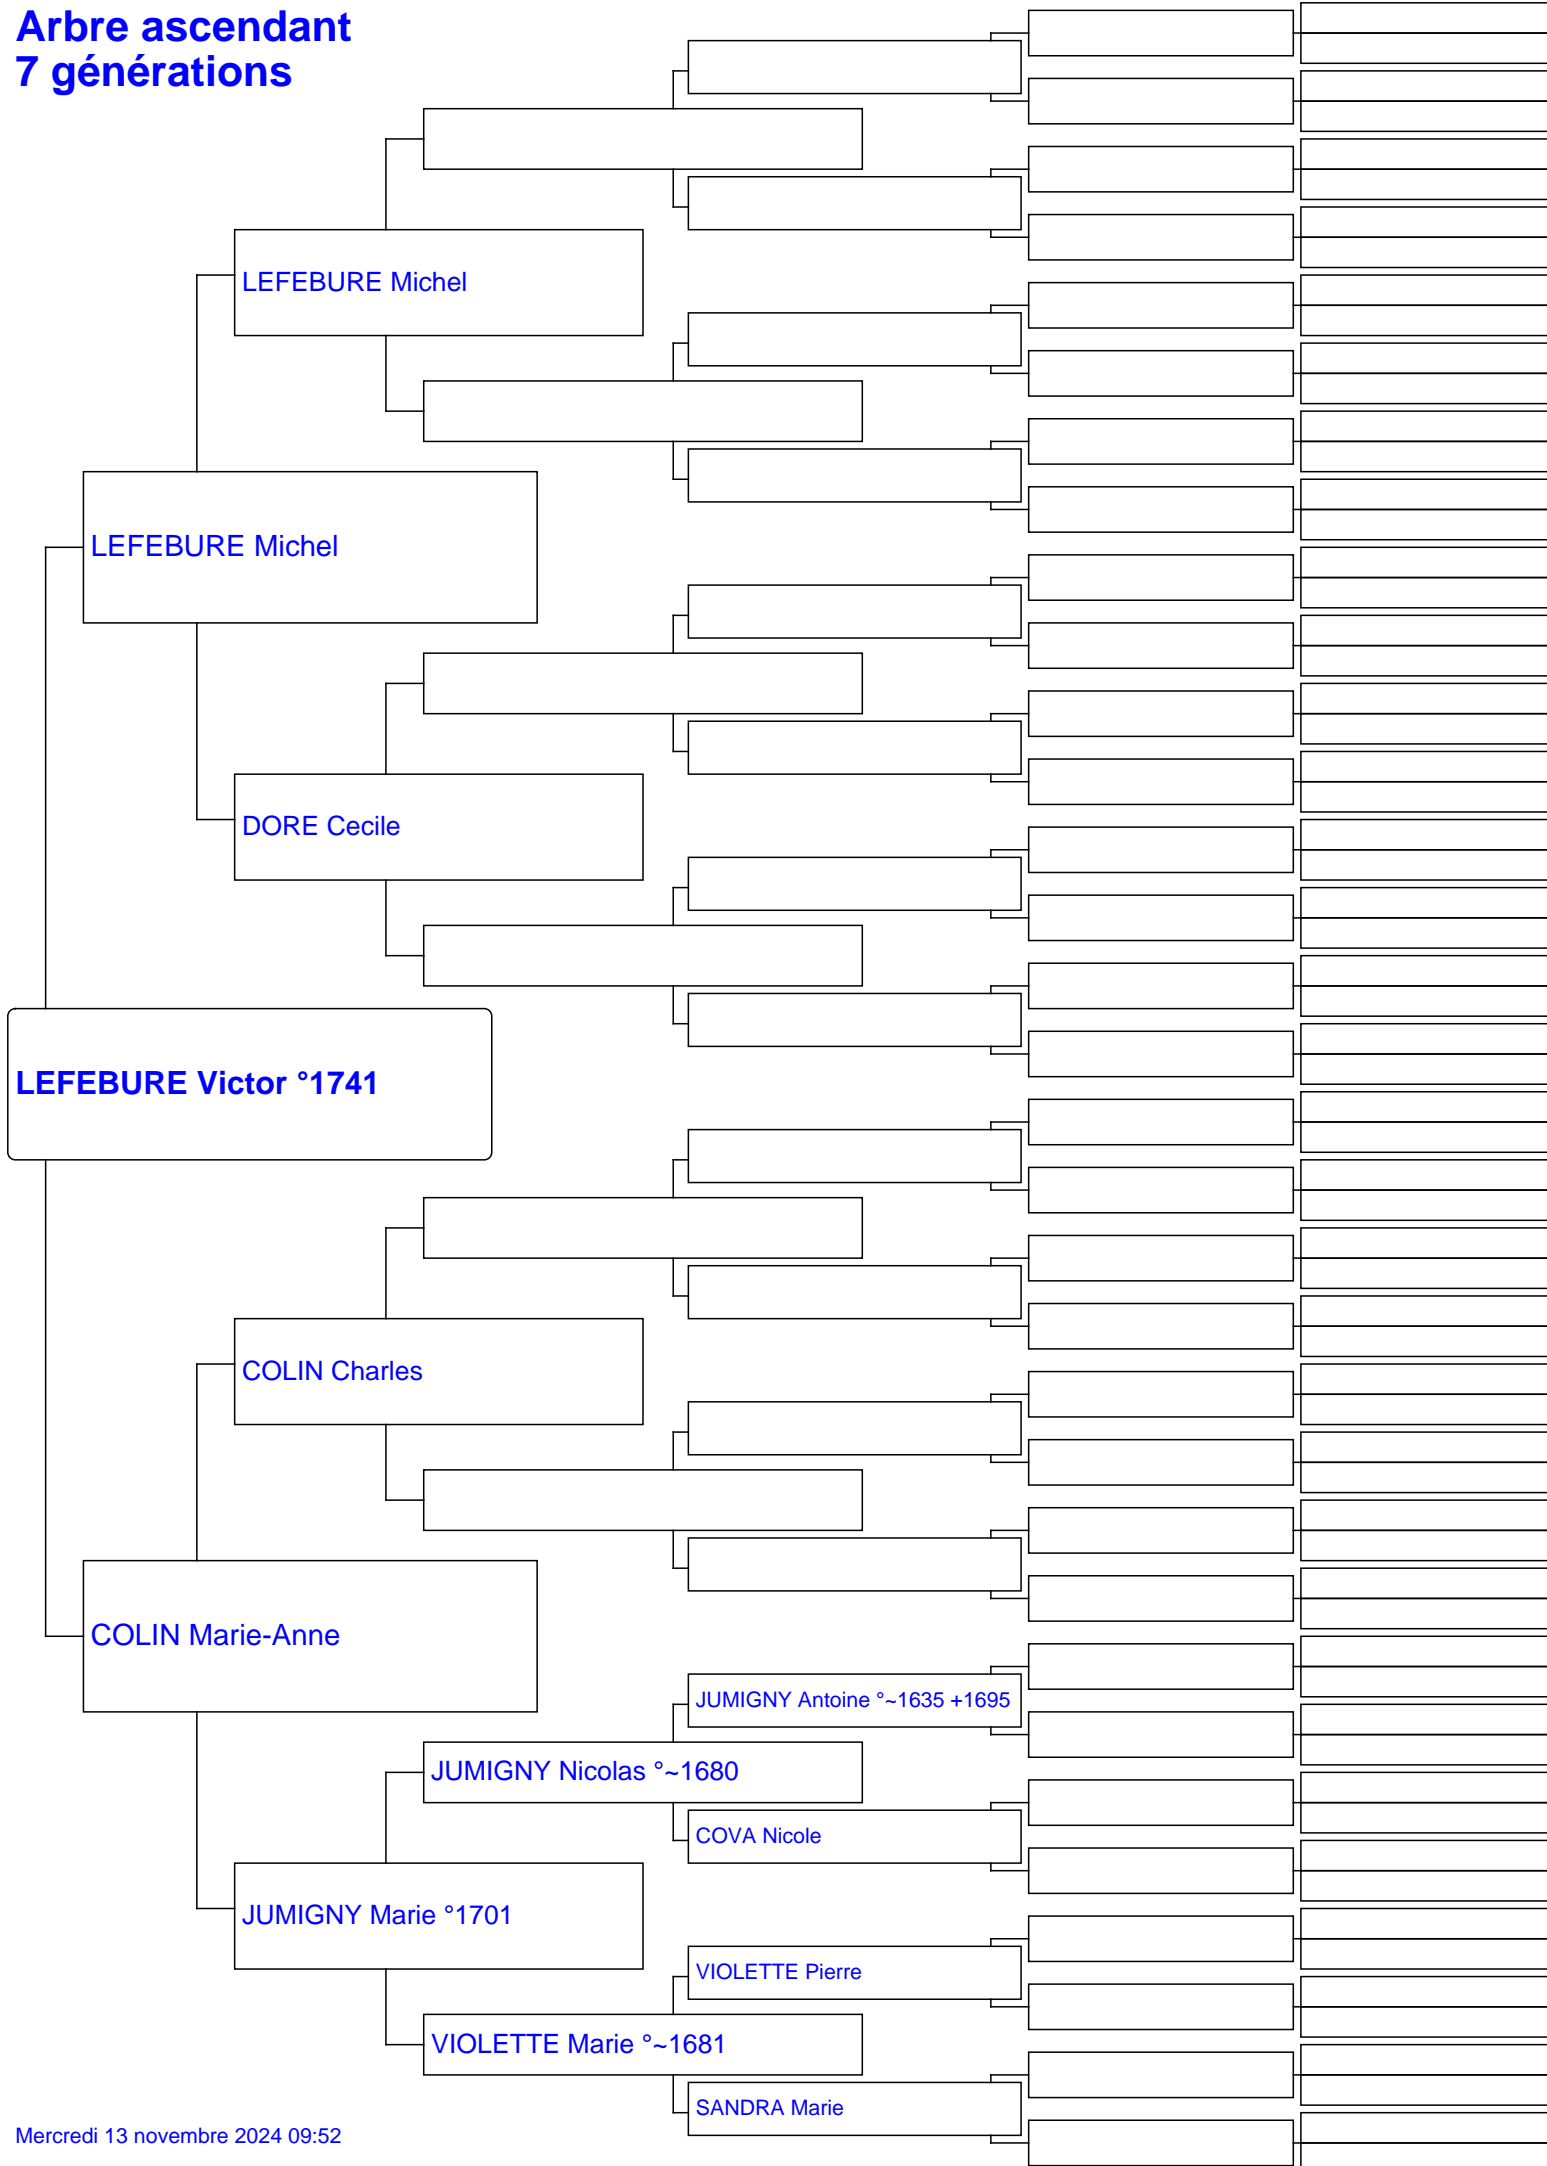 Arbre ascendant
7 générations
LEFEBURE Michel
LEFEBURE Michel
DORE Cecile
LEFEBURE Victor °1741
COLIN Charles
COLIN Marie-Anne
JUMIGNY Antoine °~1635 +1695
JUMIGNY Nicolas °~1680
COVA Nicole
JUMIGNY Marie °1701
VIOLETTE Pierre
VIOLETTE Marie °~1681
SANDRA Marie
Mercredi 13 novembre 2024 09:52